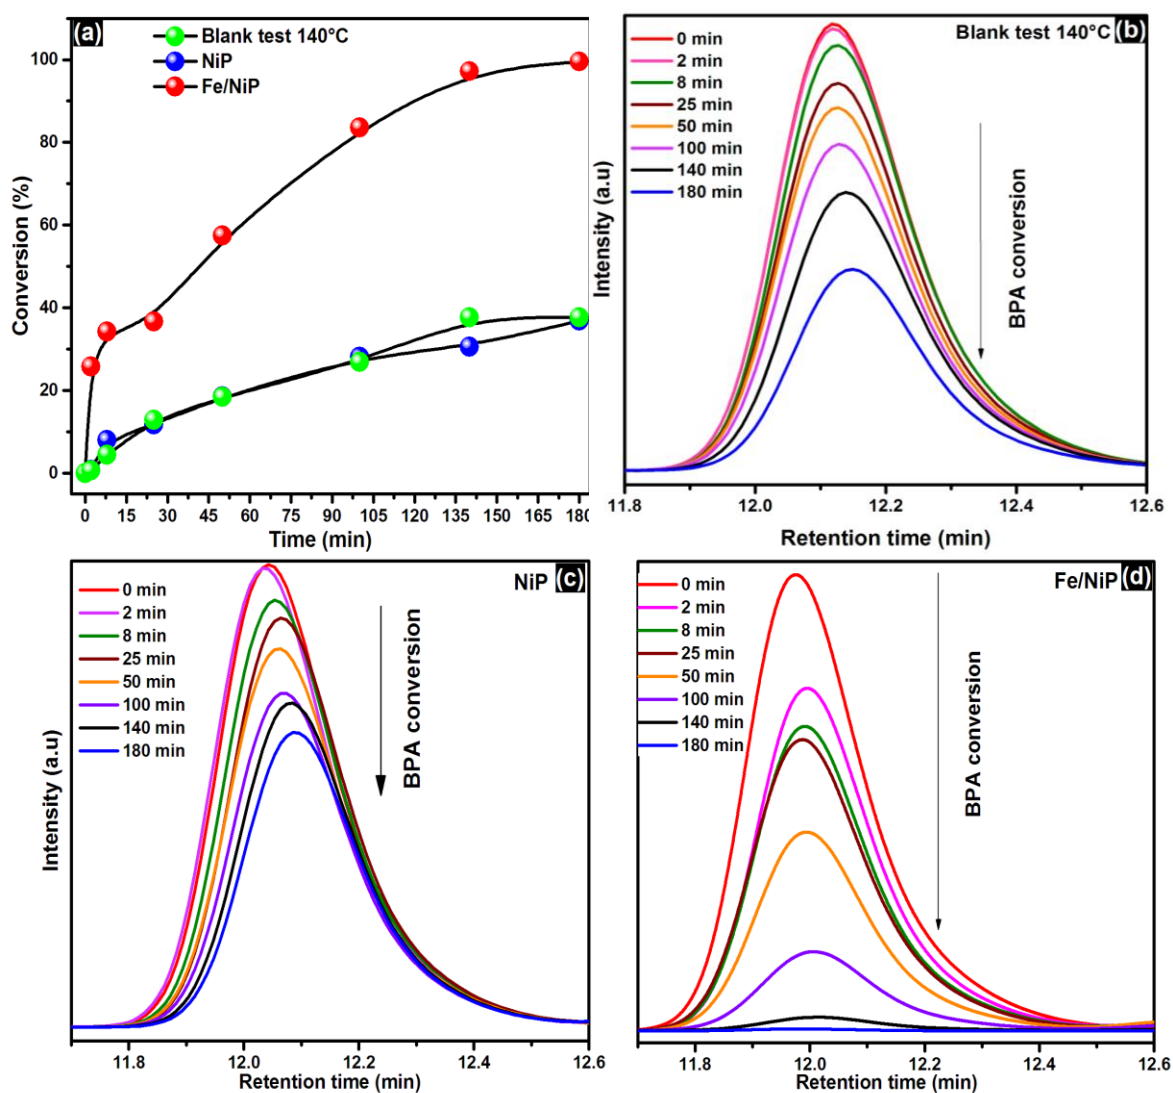 (a)
Blank test 140°C
NiP
Fe/NiP
Conversion (%)
100
80
60
40
20
0
0 15 30 45 60 75 90 105 120 135 145 165 180
Time (min)
(b)
Blank test 140°C
0 min
2 min
8 min
25 min
50 min
100 min
140 min
180 min
BPA conversion
Intensity (a.u)
11.8 12.0 12.2 12.4 12.6
Retention time (min)
(c)
NiP
0 min
2 min
8 min
25 min
50 min
100 min
140 min
180 min
BPA conversion
Intensity (a.u)
11.8 12.0 12.2 12.4 12.6
Retention time (min)
(d)
Fe/NiP
0 min
2 min
8 min
25 min
50 min
100 min
140 min
180 min
BPA conversion
11.8 12.0 12.2 12.4 12.6
Retention time (min)